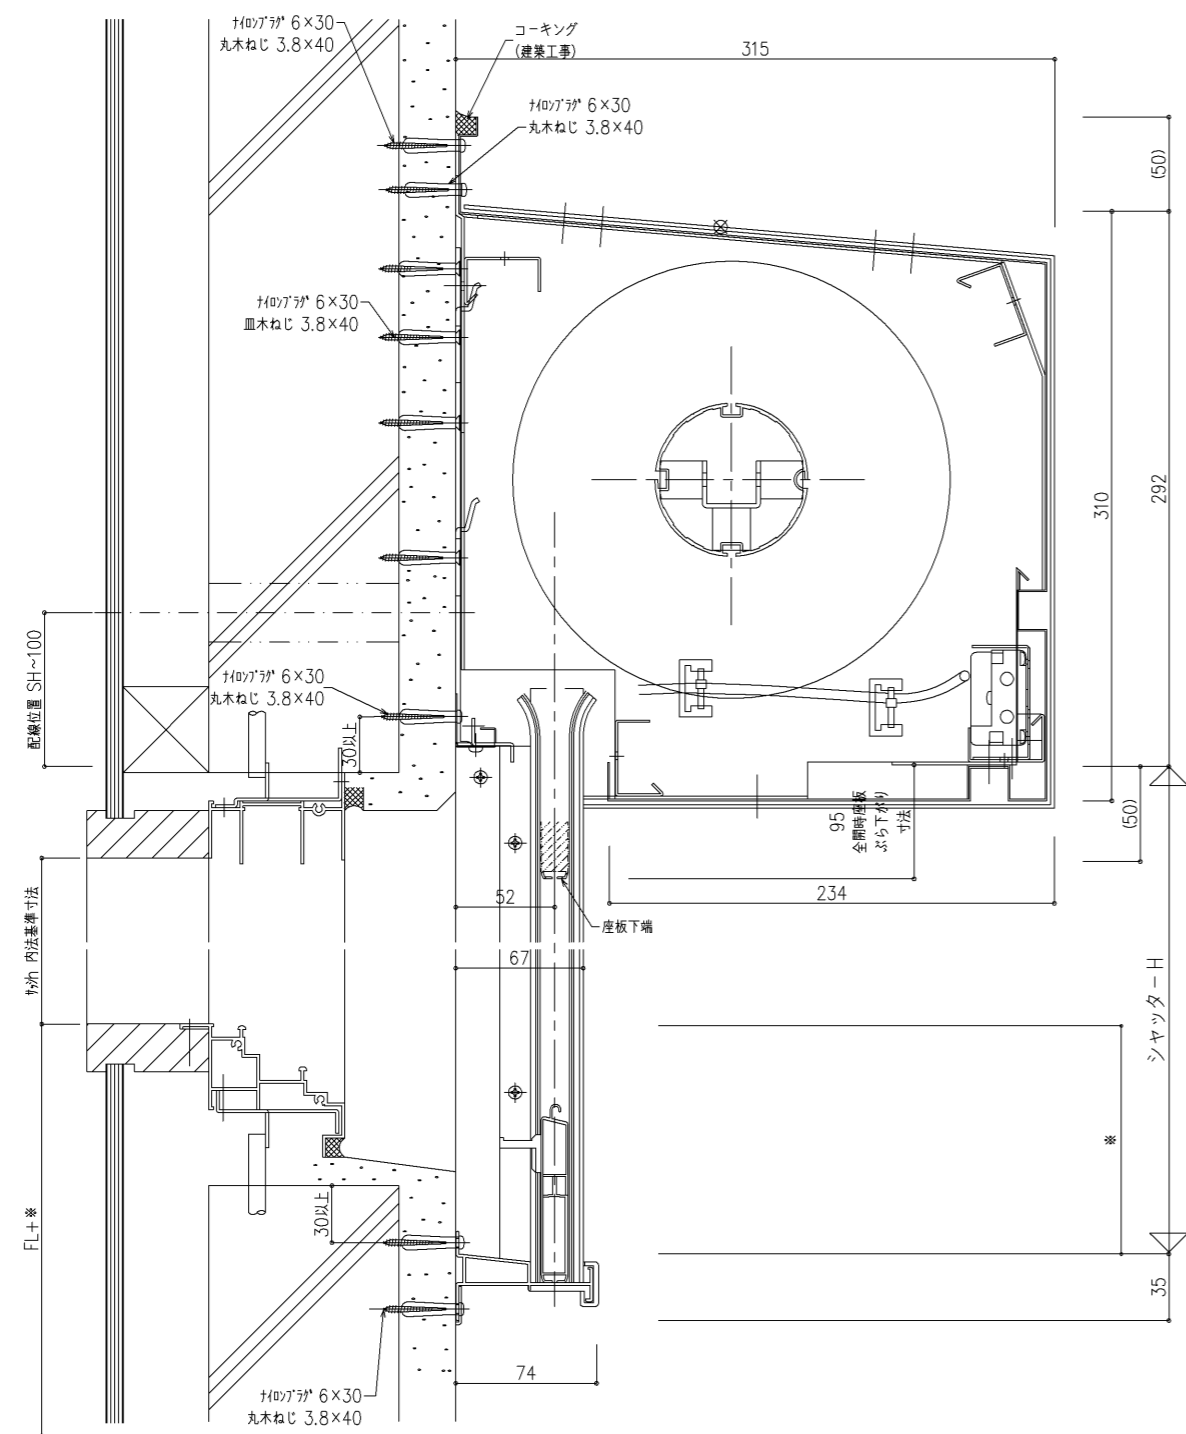 ﾅｲﾛﾝﾌﾟﾗｸﾞ 6×30
丸木ねじ 3.8×40
コーキング
(建築工事)
315
ﾅｲﾛﾝﾌﾟﾗｸﾞ 6×30
丸木ねじ 3.8×40
(50)
ﾅｲﾛﾝﾌﾟﾗｸﾞ 6×30
皿木ねじ 3.8×40
310
292
配線位置 SH~100
ﾅｲﾛﾝﾌﾟﾗｸﾞ 6×30
丸木ねじ 3.8×40
30以上
95
全開時座板
ぶら下がり
寸法
(50)
234
52
座板下端
67
ｻｯｼh 内法基準寸法
シャッターH
※
FL+※
30以上
35
74
ﾅｲﾛﾝﾌﾟﾗｸﾞ 6×30
丸木ねじ 3.8×40